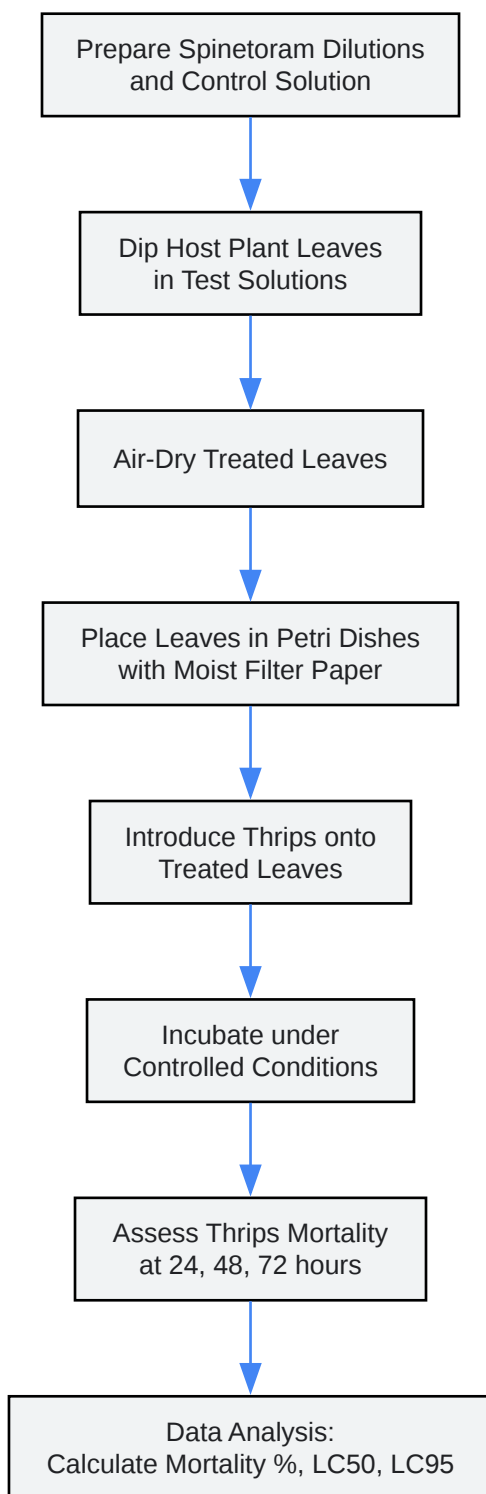 Prepare Spinetoram Dilutions
and Control Solution
Dip Host Plant Leaves
in Test Solutions
Air-Dry Treated Leaves
Place Leaves in Petri Dishes
with Moist Filter Paper
Introduce Thrips onto
Treated Leaves
Incubate under
Controlled Conditions
Assess Thrips Mortality
at 24, 48, 72 hours
Data Analysis:
Calculate Mortality %, LC50, LC95